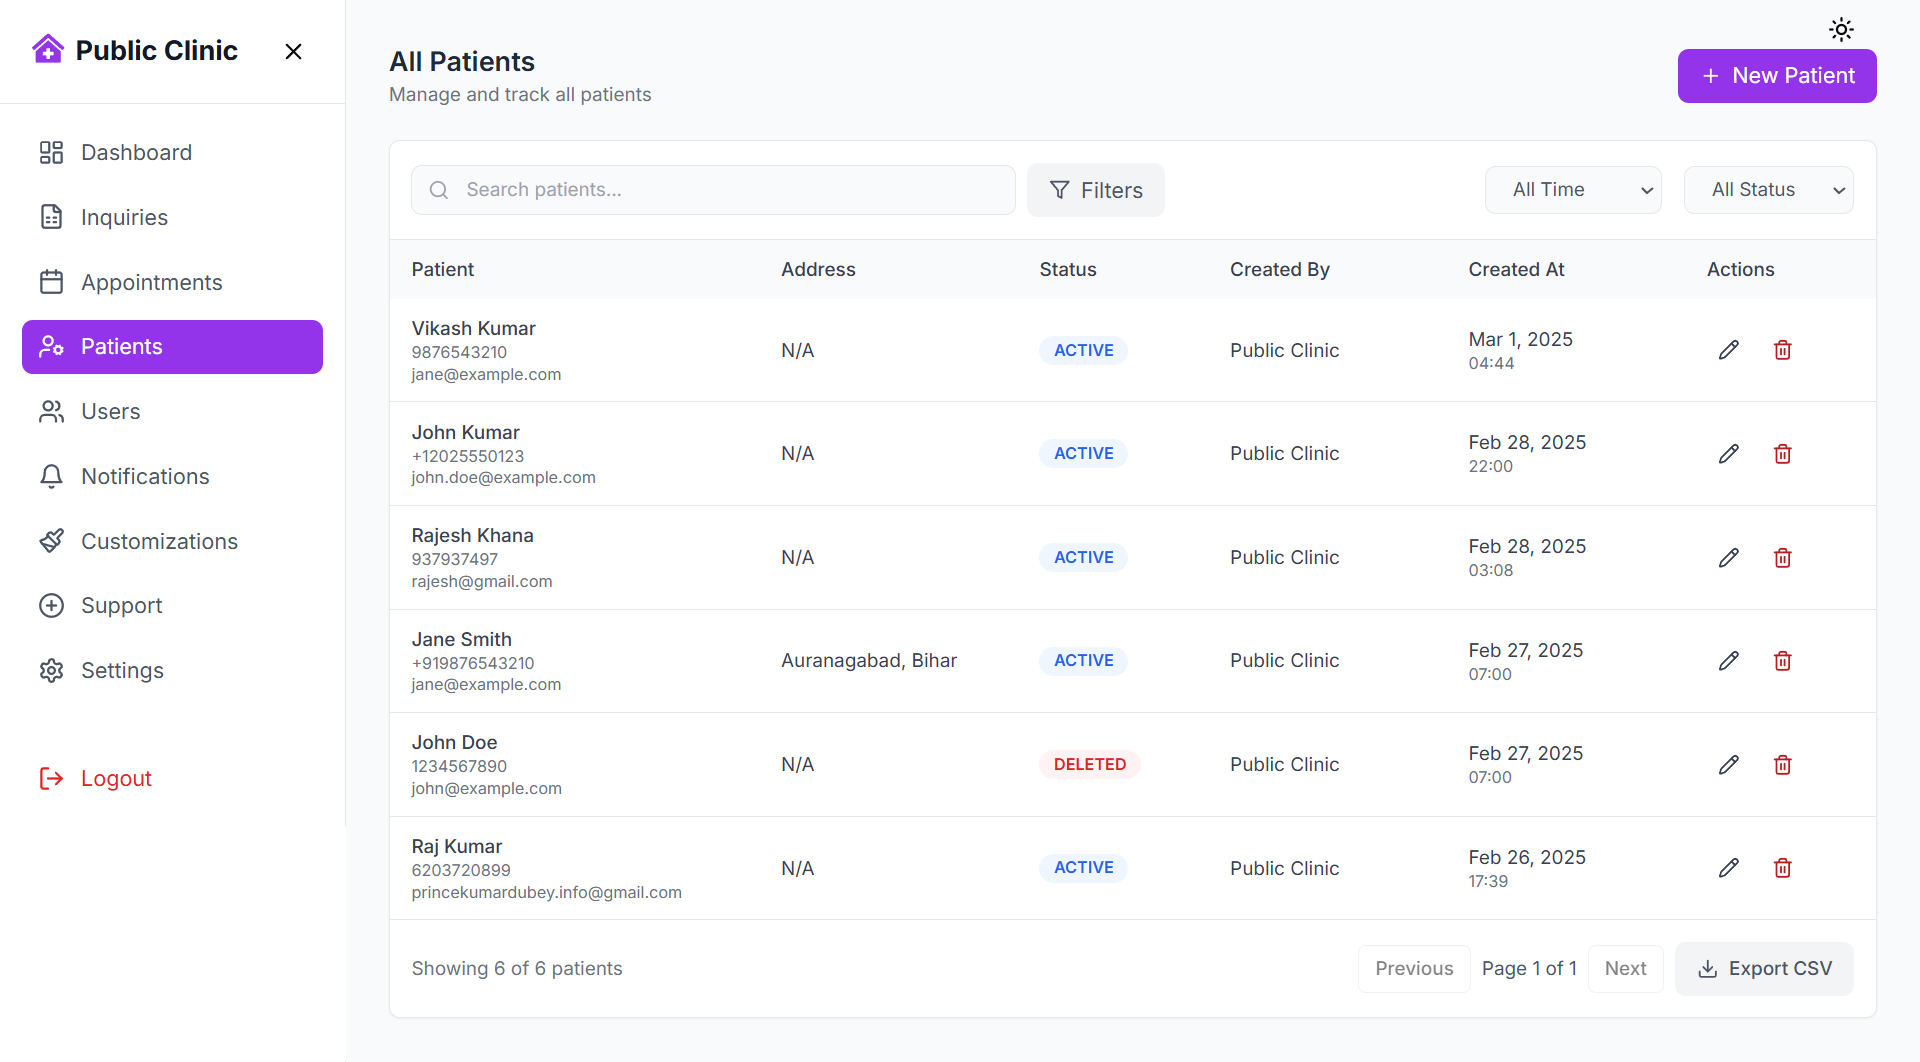 Public Clinic
Dashboard
Inquiries
Appointments
Patients
Users
Notifications
Customizations
Support
Settings
Logout
All Patients
Manage and track all patients
New Patient
Search patients...
Filters
All Time
All Status
Patient Address Status Created By Created At Actions
Vikash Kumar
9876543210
jane@example.com
N/A
ACTIVE
Public Clinic
Mar 1, 2025
04:44
John Kumar
+12025550123
john.doe@example.com
N/A
ACTIVE
Public Clinic
Feb 28, 2025
22:00
Rajesh Khana
937937497
rajesh@gmail.com
N/A
ACTIVE
Public Clinic
Feb 28, 2025
03:08
Jane Smith
+919876543210
jane@example.com
Auranagabad, Bihar
ACTIVE
Public Clinic
Feb 27, 2025
07:00
John Doe
1234567890
john@example.com
N/A
DELETED
Public Clinic
Feb 27, 2025
07:00
Raj Kumar
6203720899
princekumardubey.info@gmail.com
N/A
ACTIVE
Public Clinic
Feb 26, 2025
17:39
Showing 6 of 6 patients
Previous
Page 1 of 1
Next
Export CSV